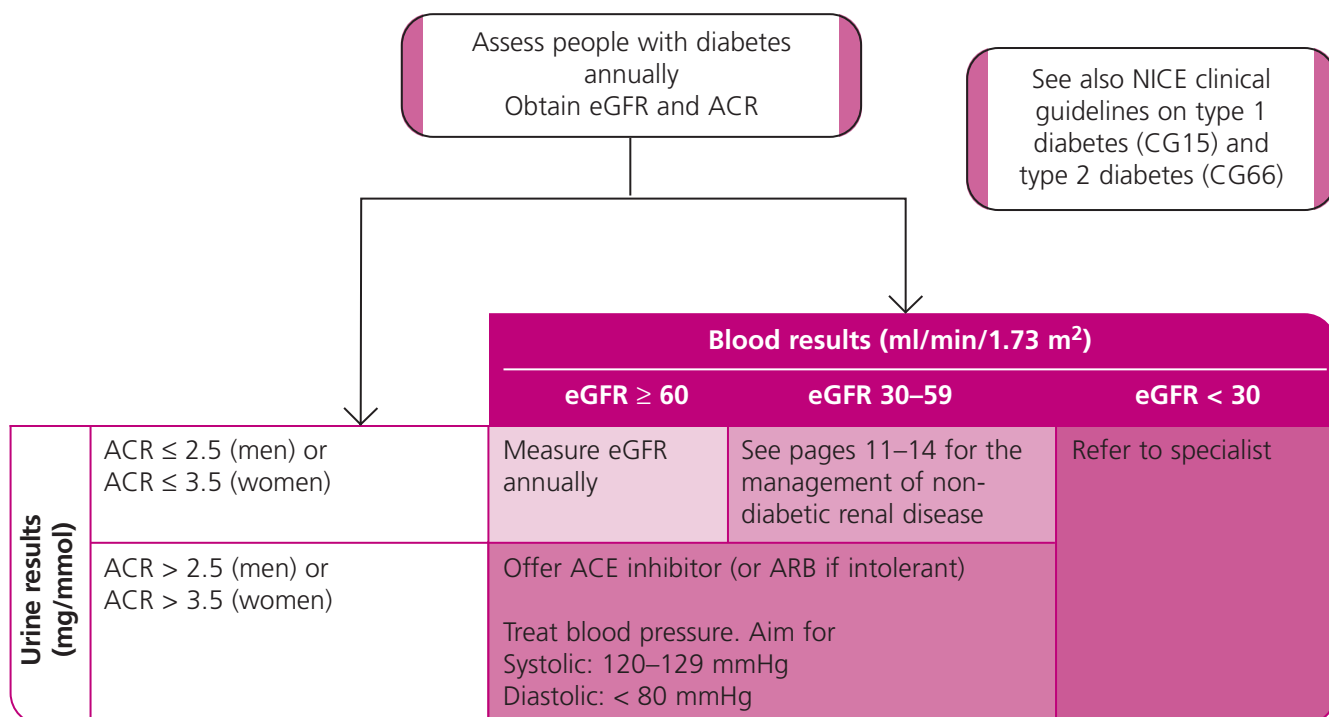 Assess people with diabetes
annually
Obtain eGFR and ACR
See also NICE clinical
guidelines on type 1
diabetes (CG15) and
type 2 diabetes (CG66)
Blood results (ml/min/1.73 m²)
eGFR ≥ 60
eGFR 30–59
eGFR < 30
Urine results
(mg/mmol)
ACR ≤ 2.5 (men) or
ACR ≤ 3.5 (women)
Measure eGFR
annually
See pages 11–14 for the
management of non-
diabetic renal disease
Refer to specialist
ACR > 2.5 (men) or
ACR > 3.5 (women)
Offer ACE inhibitor (or ARB if intolerant)
Treat blood pressure. Aim for
Systolic: 120–129 mmHg
Diastolic: < 80 mmHg